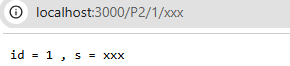 localhost:3000/P2/1/xxx
id = 1 , s = xxx